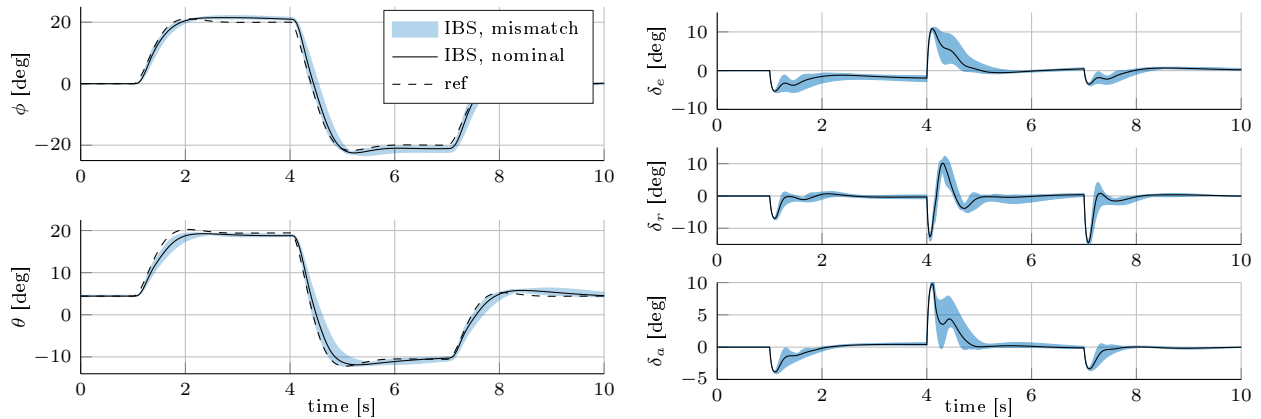 20
0
−20
ϕ [deg]
IBS, mismatch
IBS, nominal
ref
0 2 4 6 8 10
20
10
0
−10
θ [deg]
0 2 4 6 8 10
time [s]
10
0
−10
δe [deg]
0 2 4 6 8 10
10
0
−10
δr [deg]
0 2 4 6 8 10
10
5
0
−5
δa [deg]
0 2 4 6 8 10
time [s]